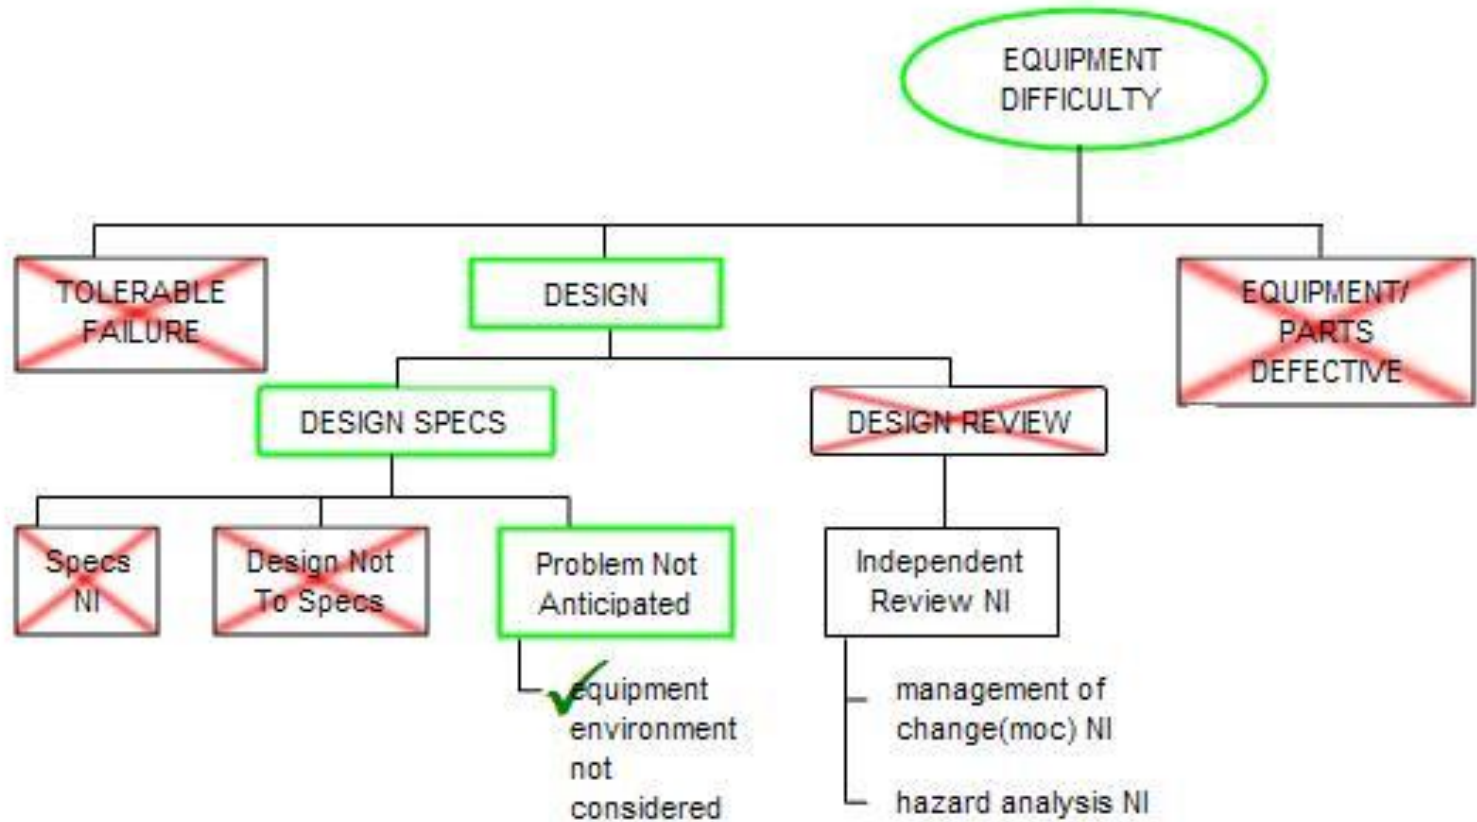 EQUIPMENT
DIFFICULTY
TOLERABLE
FAILURE
DESIGN
EQUIPMENT/
PARTS
DEFECTIVE
DESIGN SPECS
DESIGN REVIEW
Specs
NI
Design Not
To Specs
Problem Not
Anticipated
Independent
Review NI
equipment
environment
not
considered
management of
change(moc) NI
hazard analysis NI